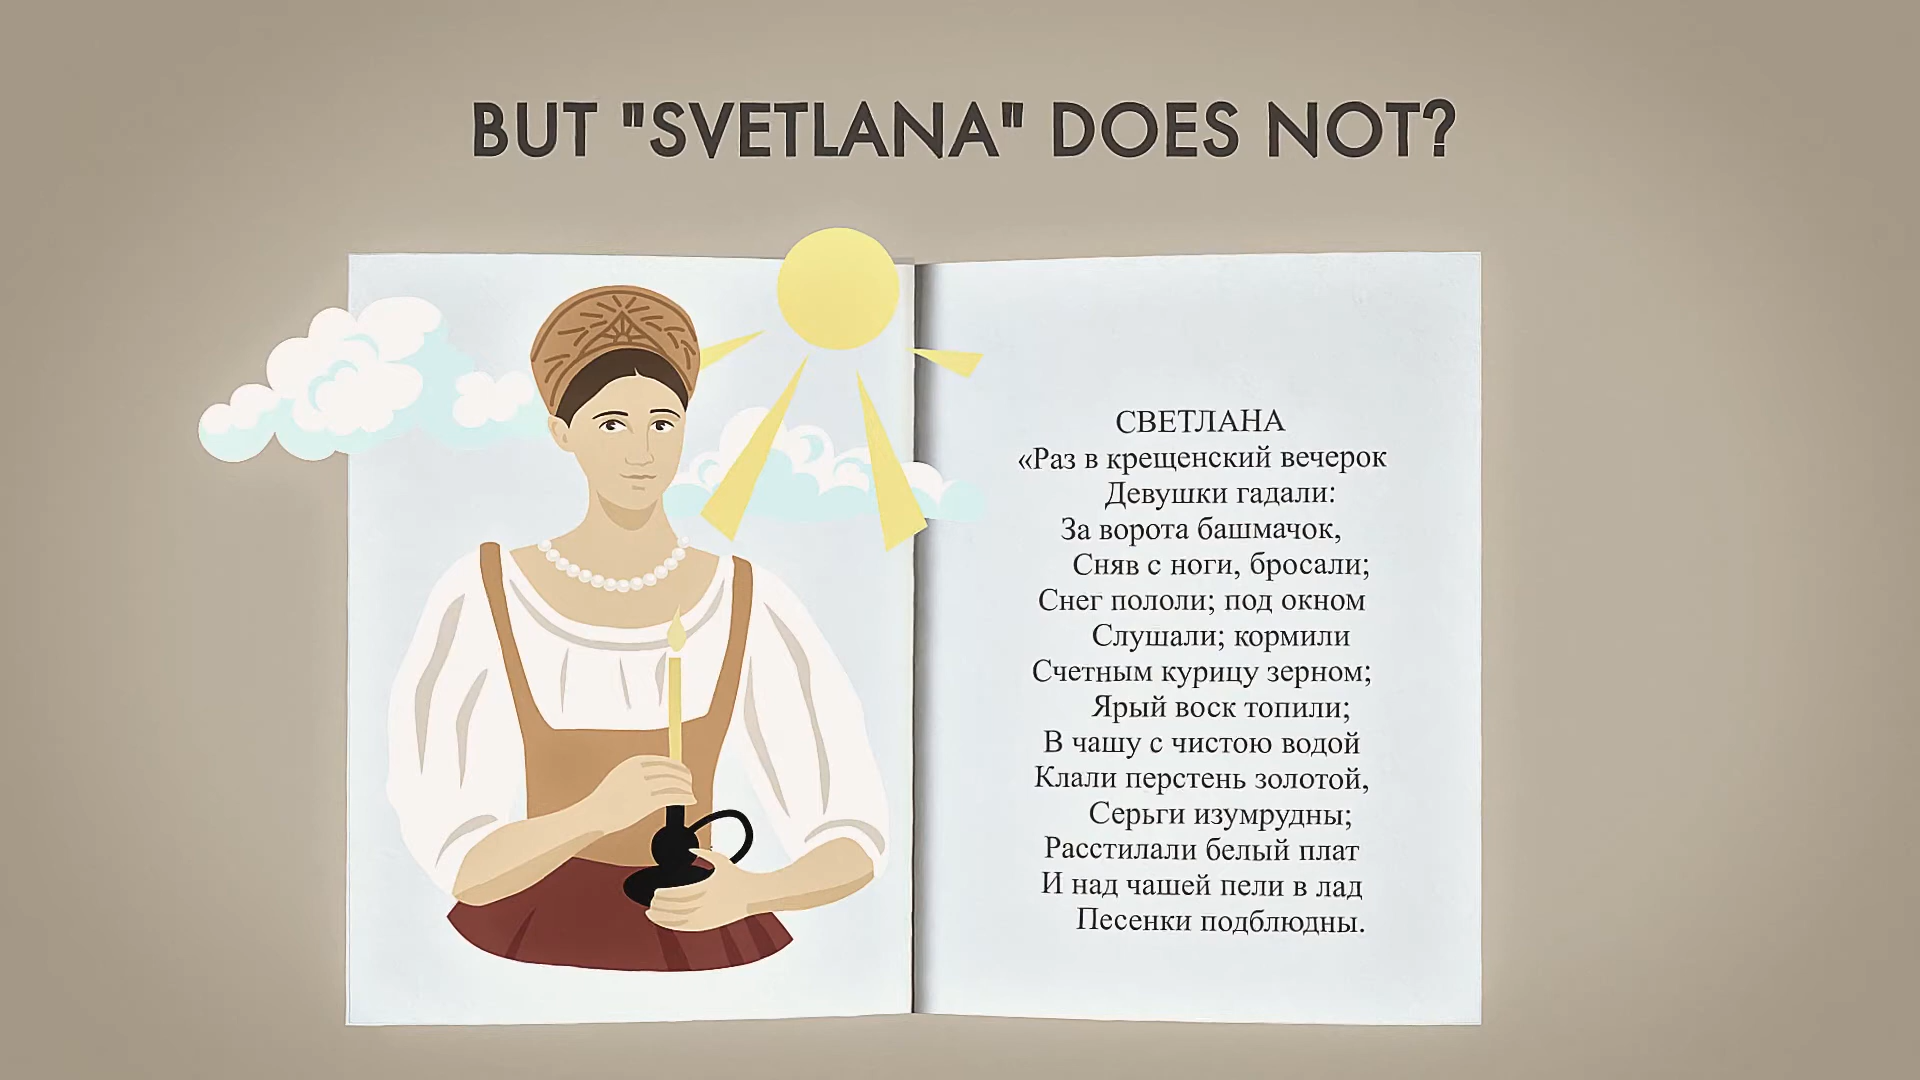 BUT "SVETLANA" DOES NOT?
СВЕТЛАНА
«Раз в крещенский вечерок
Девушки гадали:
За ворота башмачок,
Сняв с ноги, бросали;
Снег пололи; под окном
Слушали; кормили
Счетным курицу зерном;
Ярый воск топили;
В чашу с чистою водой
Клали перстень золотой,
Серьги изумрудны;
Расстилали белый плат
И над чашей пели в лад
Песенки подблюдны.